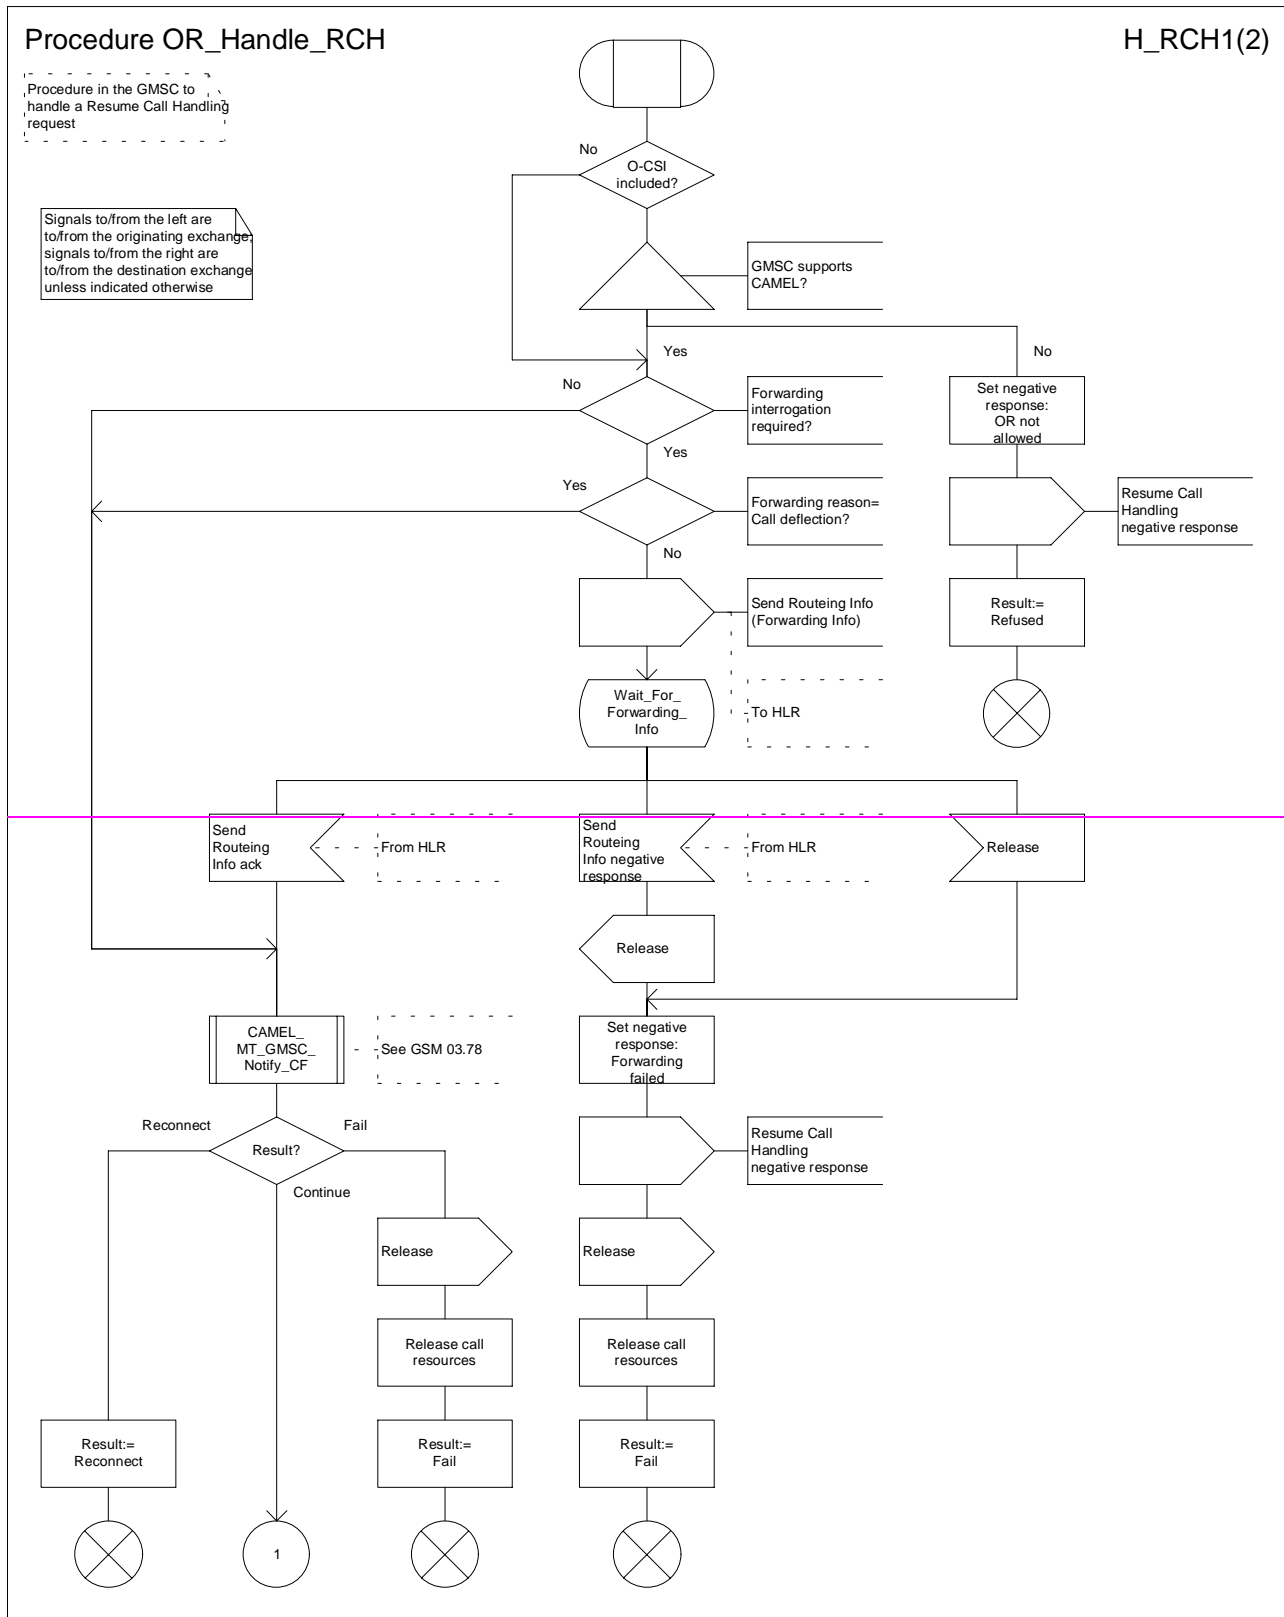 Procedure OR_Handle_RCH
H_RCH1(2)
Procedure in the GMSC to
handle a Resume Call Handling
request
No
O-CSI
included?
Signals to/from the left are
to/from the originating exchange;
signals to/from the right are
to/from the destination exchange
unless indicated otherwise
GMSC supports
CAMEL?
Yes
No
No
Forwarding
interrogation
required?
Set negative
response:
OR not
allowed
Yes
Yes
Forwarding reason=
Call deflection?
Resume Call
Handling
negative response
No
Send Routeing Info
(Forwarding Info)
Result:=
Refused
Wait_For_
Forwarding_
Info
To HLR
Send
Routeing
Info ack
From HLR
Send
Routeing
Info negative
response
From HLR
Release
Release
CAMEL_
MT_GMSC_
Notify_CF
See GSM 03.78
Set negative
response:
Forwarding
failed
Reconnect
Fail
Result?
Continue
Resume Call
Handling
negative response
Release
Release
Release call
resources
Release call
resources
Result:=
Reconnect
Result:=
Fail
Result:=
Fail
1